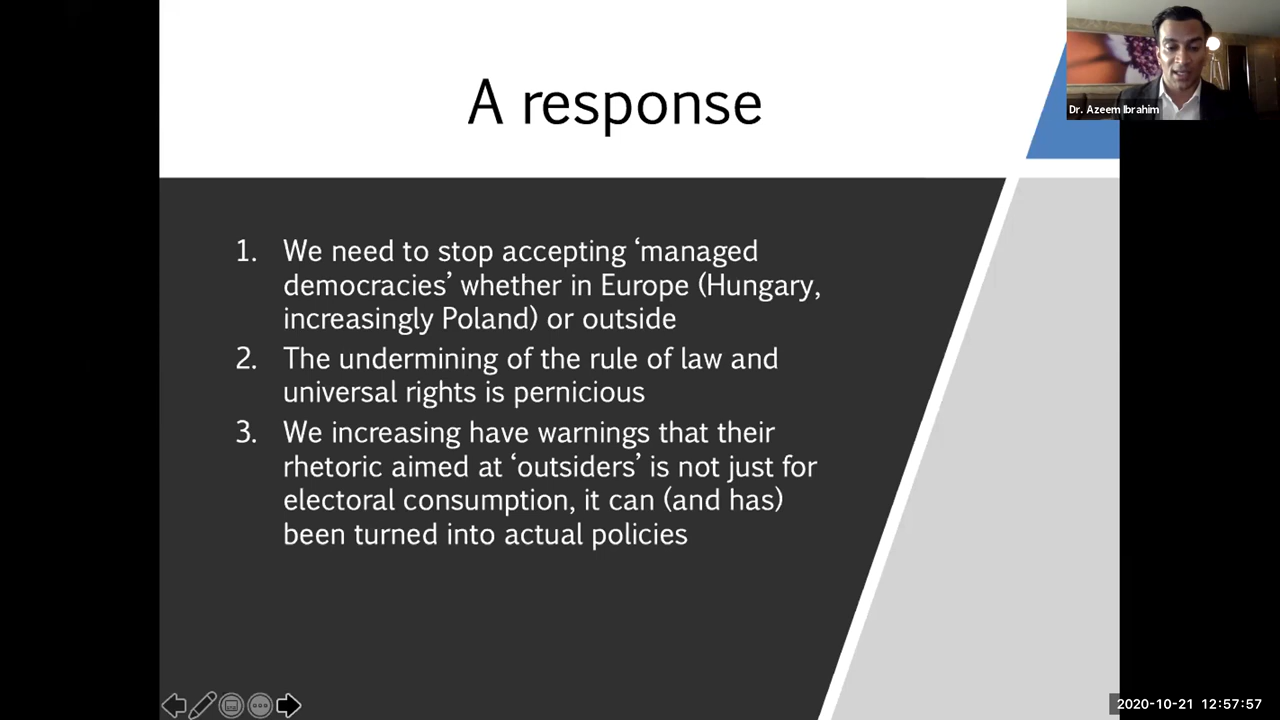 A response
Dr. Azeem Ibrahim
1. We need to stop accepting ‘managed
democracies’ whether in Europe (Hungary,
increasingly Poland) or outside
2. The undermining of the rule of law and
universal rights is pernicious
3. We increasing have warnings that their
rhetoric aimed at ‘outsiders’ is not just for
electoral consumption, it can (and has)
been turned into actual policies
2020-10-21 12:57:57